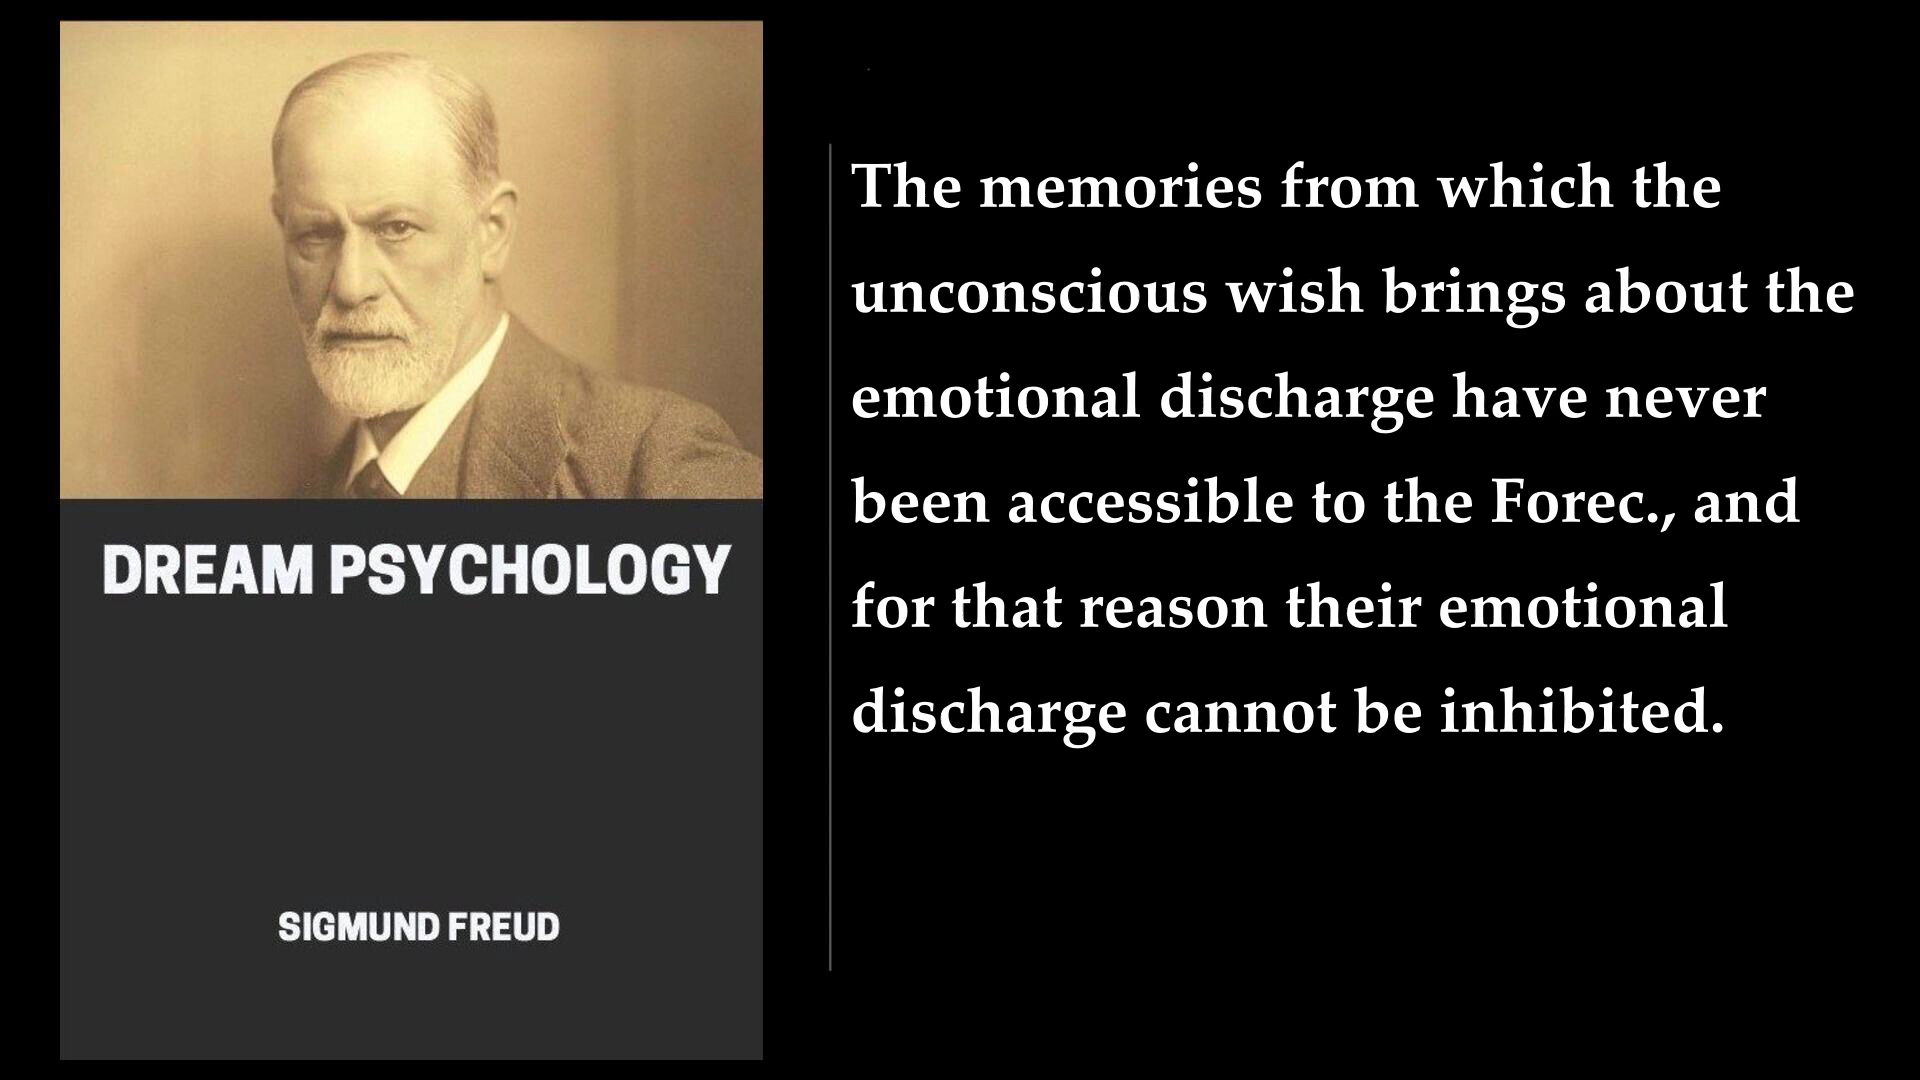 DREAM PSYCHOLOGY
SIGMUND FREUD
The memories from which the
unconscious wish brings about the
emotional discharge have never
been accessible to the Forec., and
for that reason their emotional
discharge cannot be inhibited.